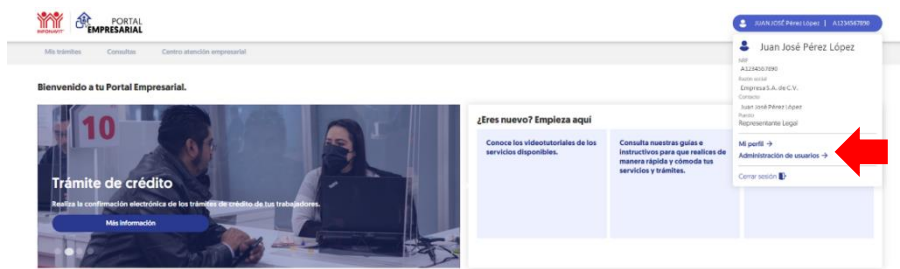 INFONAVIT
PORTAL
EMPRESARIAL
JUAN JOSÉ Pérez López | A1234567890
Mis trámites Consultas Centro atención empresarial
Juan José Pérez López
NRP
A1234567890
Razón social
Empresa S.A. de C.V.
Contacto
Juan José Pérez López
Puesto
Representante Legal
Mi perfil →
Administración de usuarios →
Cerrar sesión
Bienvenido a tu Portal Empresarial.
10
Trámite de crédito
Realiza la confirmación electrónica de los trámites de crédito de tus trabajadores.
Más información
¿Eres nuevo? Empieza aquí
Conoce los videotutoriales de los
servicios disponibles.
Consulta nuestras guías e
instructivos para que realices de
manera rápida y cómoda tus
servicios y trámites.